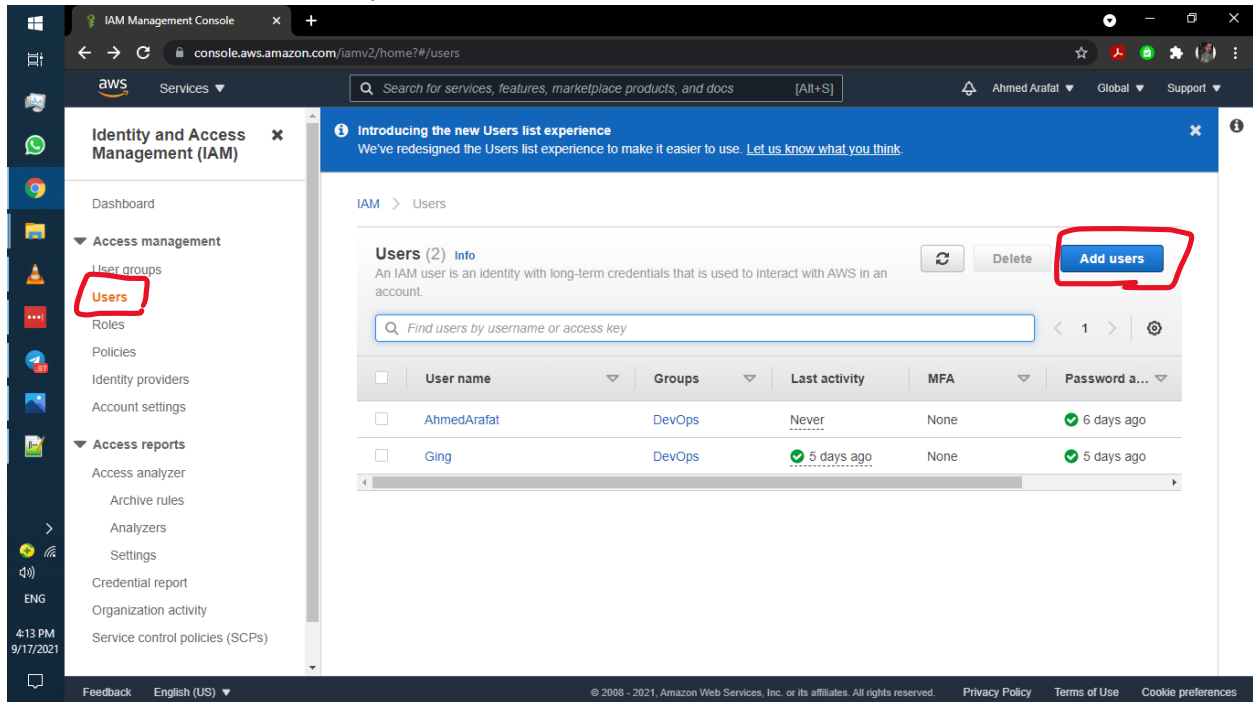 IAM Management Console
console.aws.amazon.com/iamv2/home?#/users
aws
Services
Search for services, features, marketplace products, and docs
[Alt+S]
Ahmed Arafat
Global
Support
Identity and Access
Management (IAM)
Dashboard
Access management
User groups
Users
Roles
Policies
Identity providers
Account settings
Access reports
Access analyzer
Archive rules
Analyzers
Settings
Credential report
Organization activity
Service control policies (SCPs)
Introducing the new Users list experience
We've redesigned the Users list experience to make it easier to use. Let us know what you think.
IAM > Users
Users (2) Info
An IAM user is an identity with long-term credentials that is used to interact with AWS in an
account.
Delete
Add users
Find users by username or access key
1
User name Groups Last activity MFA Password a...
AhmedArafat DevOps Never None 6 days ago
Ging DevOps 5 days ago None 5 days ago
97
ENG
4:13 PM
9/17/2021
Feedback English (US)
© 2008 - 2021, Amazon Web Services, Inc. or its affiliates. All rights reserved. Privacy Policy Terms of Use Cookie preferences